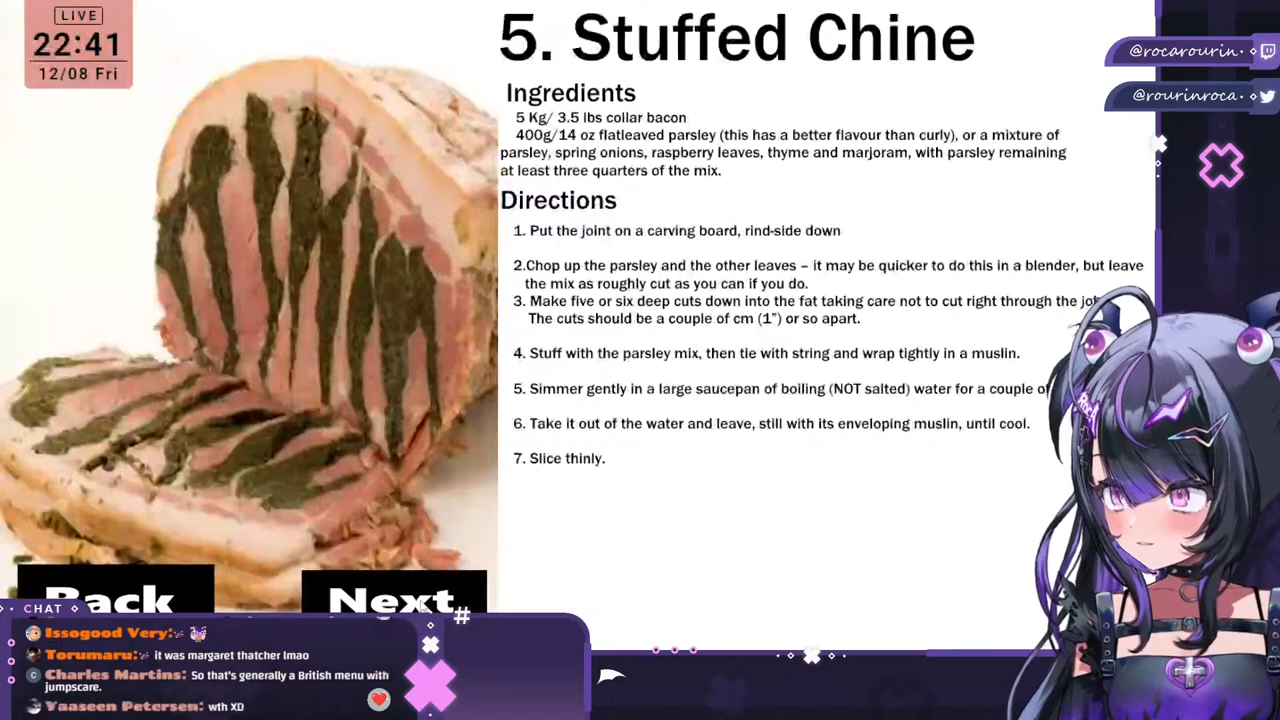 LIVE
22:41
12/08 Fri
5. Stuffed Chine
Ingredients
5 Kg/ 3.5 lbs collar bacon
400g/14 oz flatleaved parsley (this has a better flavour than curly), or a mixture of
parsley, spring onions, raspberry leaves, thyme and marjoram, with parsley remaining
at least three quarters of the mix.
Directions
1. Put the joint on a carving board, rind-side down
2.Chop up the parsley and the other leaves – it may be quicker to do this in a blender, but leave
the mix as roughly cut as you can if you do.
3. Make five or six deep cuts down into the fat taking care not to cut right through the
The cuts should be a couple of cm (1”) or so apart.
4. Stuff with the parsley mix, then tie with string and wrap tightly in a muslin.
5. Simmer gently in a large saucepan of boiling (NOT salted) water for a couple of
6. Take it out of the water and leave, still with its enveloping muslin, until cool.
7. Slice thinly.
@rocarourin
@rourinroca
Roca
Back
Next
#
CHAT
Issogood Very:
Torumaru: it was margaret thatcher lmao
C Charles Martins: So that's generally a British menu with
jumpscare.
Y Yaaseen Petersen: wth XD